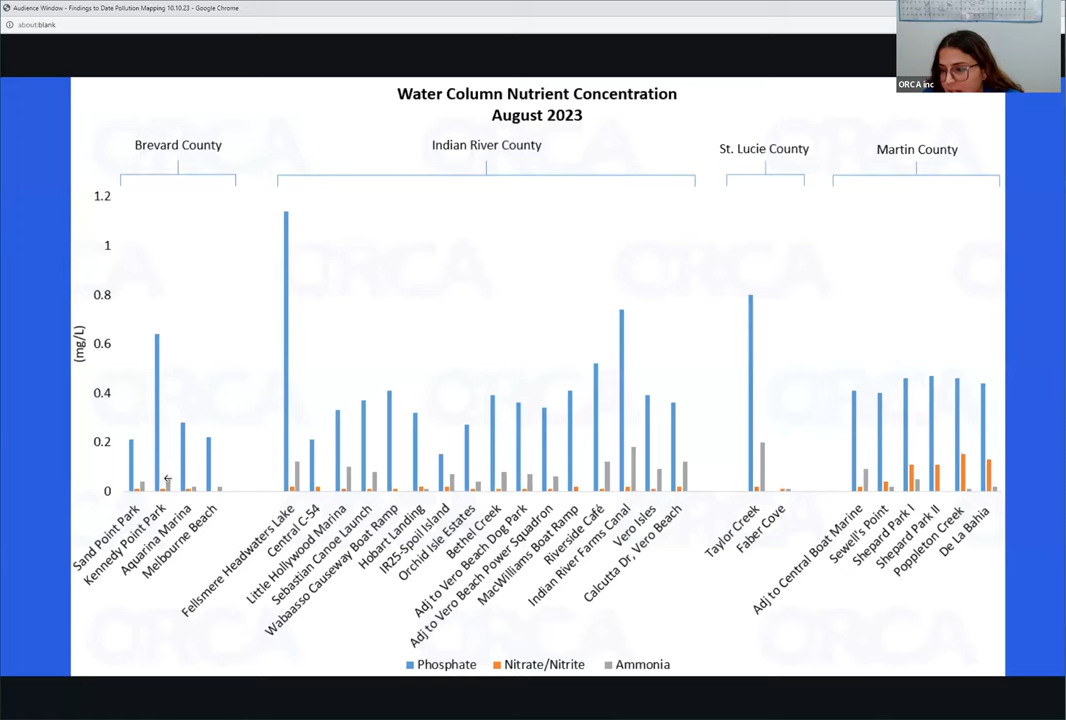 Audience Window - Findings to Date Pollution Mapping 10.10.23 - Google Chrome
about:blank
ORCA inc
Water Column Nutrient Concentration
August 2023
Brevard County
Indian River County
St. Lucie County
Martin County
1.2
1
0.8
0.6
0.4
0.2
0
(mg/L)
Sand Point Park
Kennedy Point Park
Aquarina Marina
Melbourne Beach
Fellsmere Headwaters Lake
Central C-54
Little Hollywood Marina
Sebastian Canoe Launch
Wabaasso Causeway Boat Ramp
Hobart Landing
IR25-Spoil Island
Orchid Isle Estates
Bethel Creek
Adj to Vero Beach Dog Park
Adj to Vero Beach Power Squadron
MacWilliams Boat Ramp
Riverside Café
Indian River Farms Canal
Vero Isles
Calcutta Dr, Vero Beach
Taylor Creek
Faber Cove
Adj to Central Boat Marine
Sewell's Point
Shepard Park I
Shepard Park II
Poppleton Creek
De La Bahia
Phosphate
Nitrate/Nitrite
Ammonia
ORCA